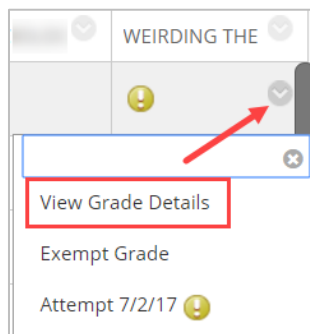 WEIRDING THE
View Grade Details
Exempt Grade
Attempt 7/2/17